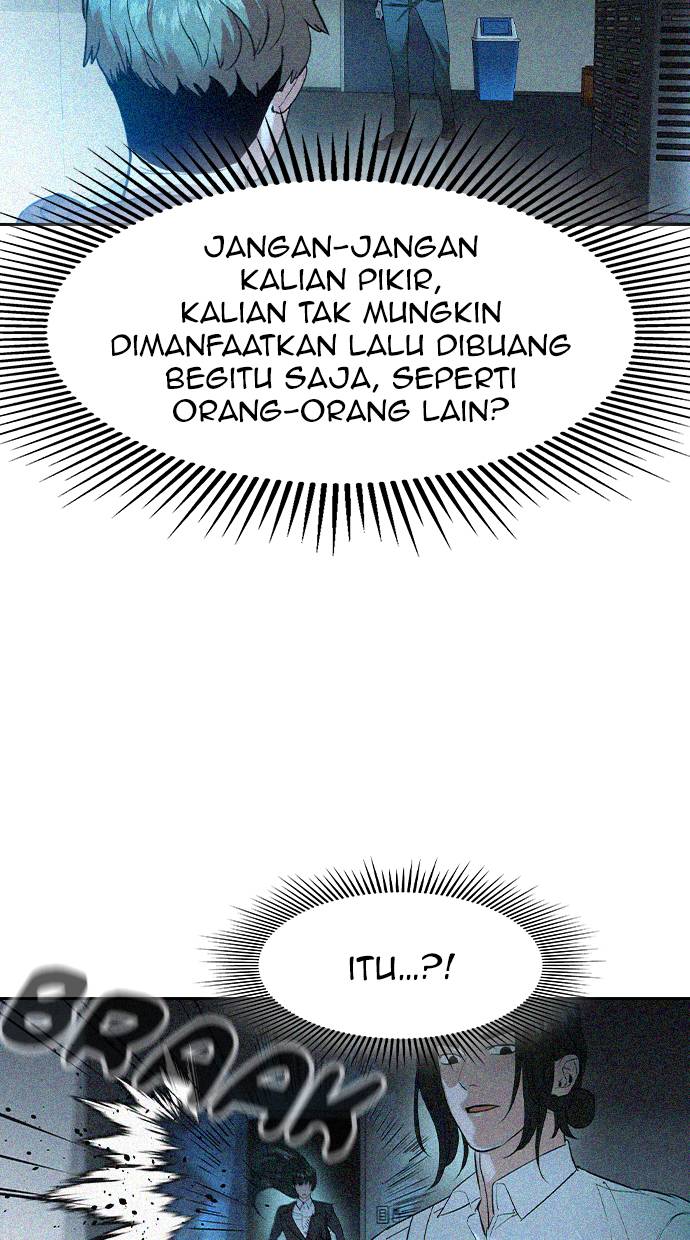 JANGAN-JANGAN
KALIAN PIKIR,
KALIAN TAK MUNGKIN
DIMANFAATKAN LALU DIBUANG
BEGITU SAJA, SEPERTI
ORANG-ORANG LAIN?
ITU...?!
BRAAK